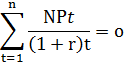 n
∑ NPt / (1 + r)t = o
t=1